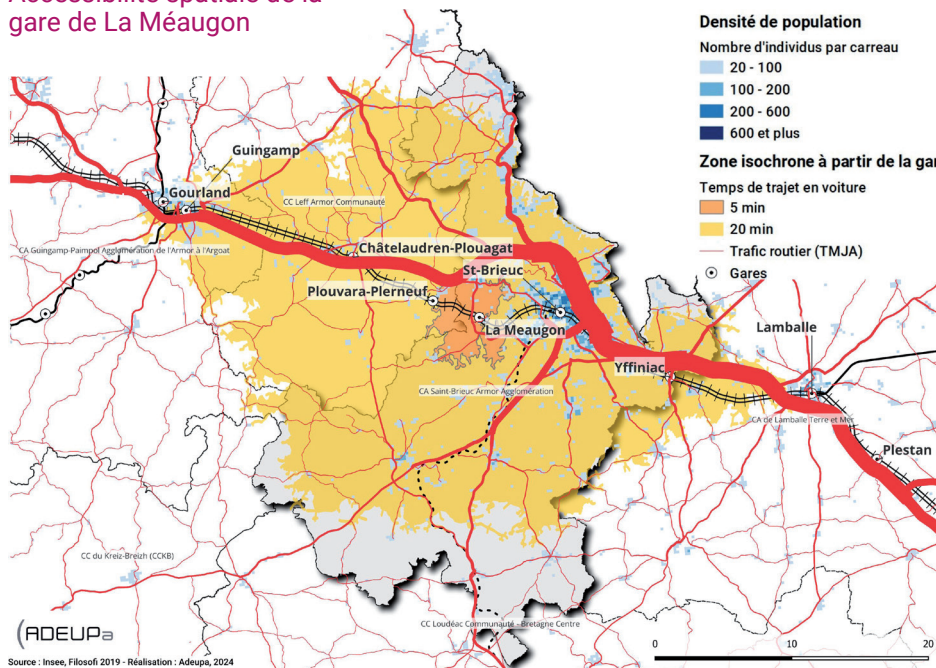 gare de La Méaugon
Densité de population
Nombre d'individus par carreau
20 - 100
100 - 200
200 - 600
600 et plus
Zone isochrone à partir de la gar
Temps de trajet en voiture
5 min
20 min
Trafic routier (TMJA)
Gares
Guingamp
Gourland
CC Leff Armor Communauté
CA Guingamp-Paimpol Agglomération de l'Armor à l'Argoat
Châtelaudren-Plouagat
St-Brieuc
Plouvara-Plerneuf
La Meaugon
Lamballe
Yffiniac
CA Saint-Brieuc Armor Agglomération
CA de Lamballe Terre et Mer
Plestan
CC du Kreiz-Breizh (CCKB)
CC Loudéac Communauté - Bretagne Centre
ADEUPa
0 10 20
Source : Insee, Filosofi 2019 - Réalisation : Adeupa, 2024